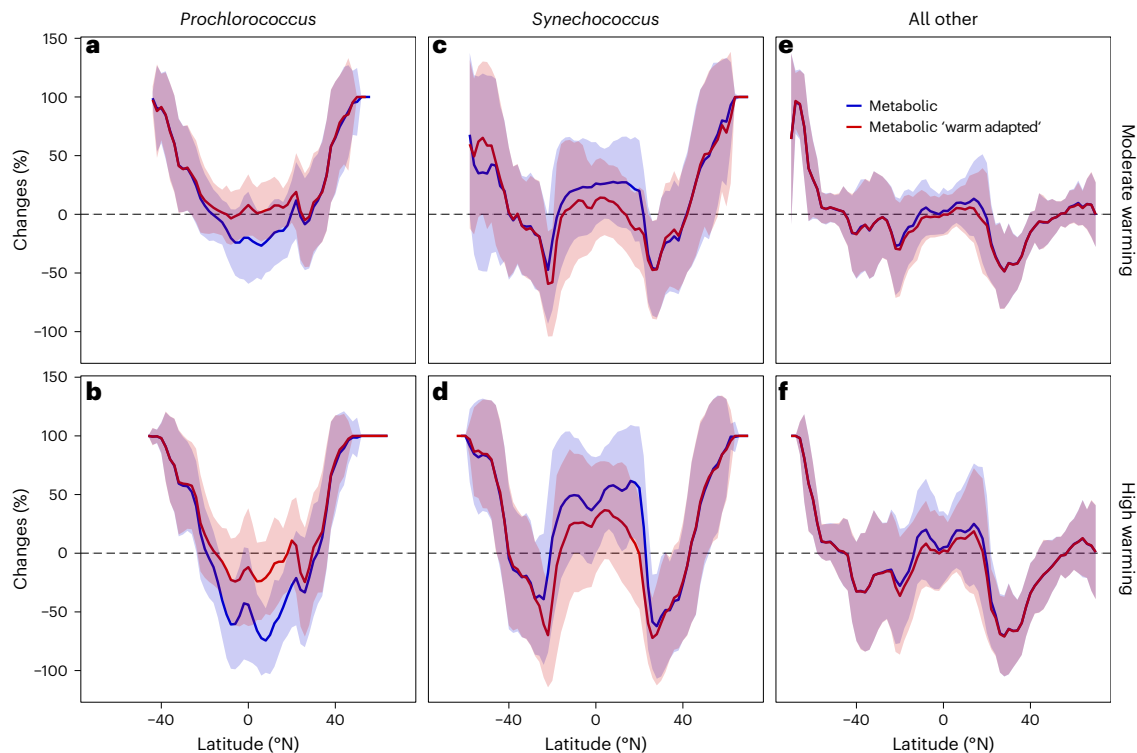 Prochlorococcus
Synechococcus
All other
a
c
e
150
100
50
0
−50
−100
Changes (%)
Metabolic
Metabolic ‘warm adapted’
Moderate warming
b
d
f
150
100
50
0
−50
−100
Changes (%)
High warming
−40 0 40
−40 0 40
−40 0 40
Latitude (°N)
Latitude (°N)
Latitude (°N)